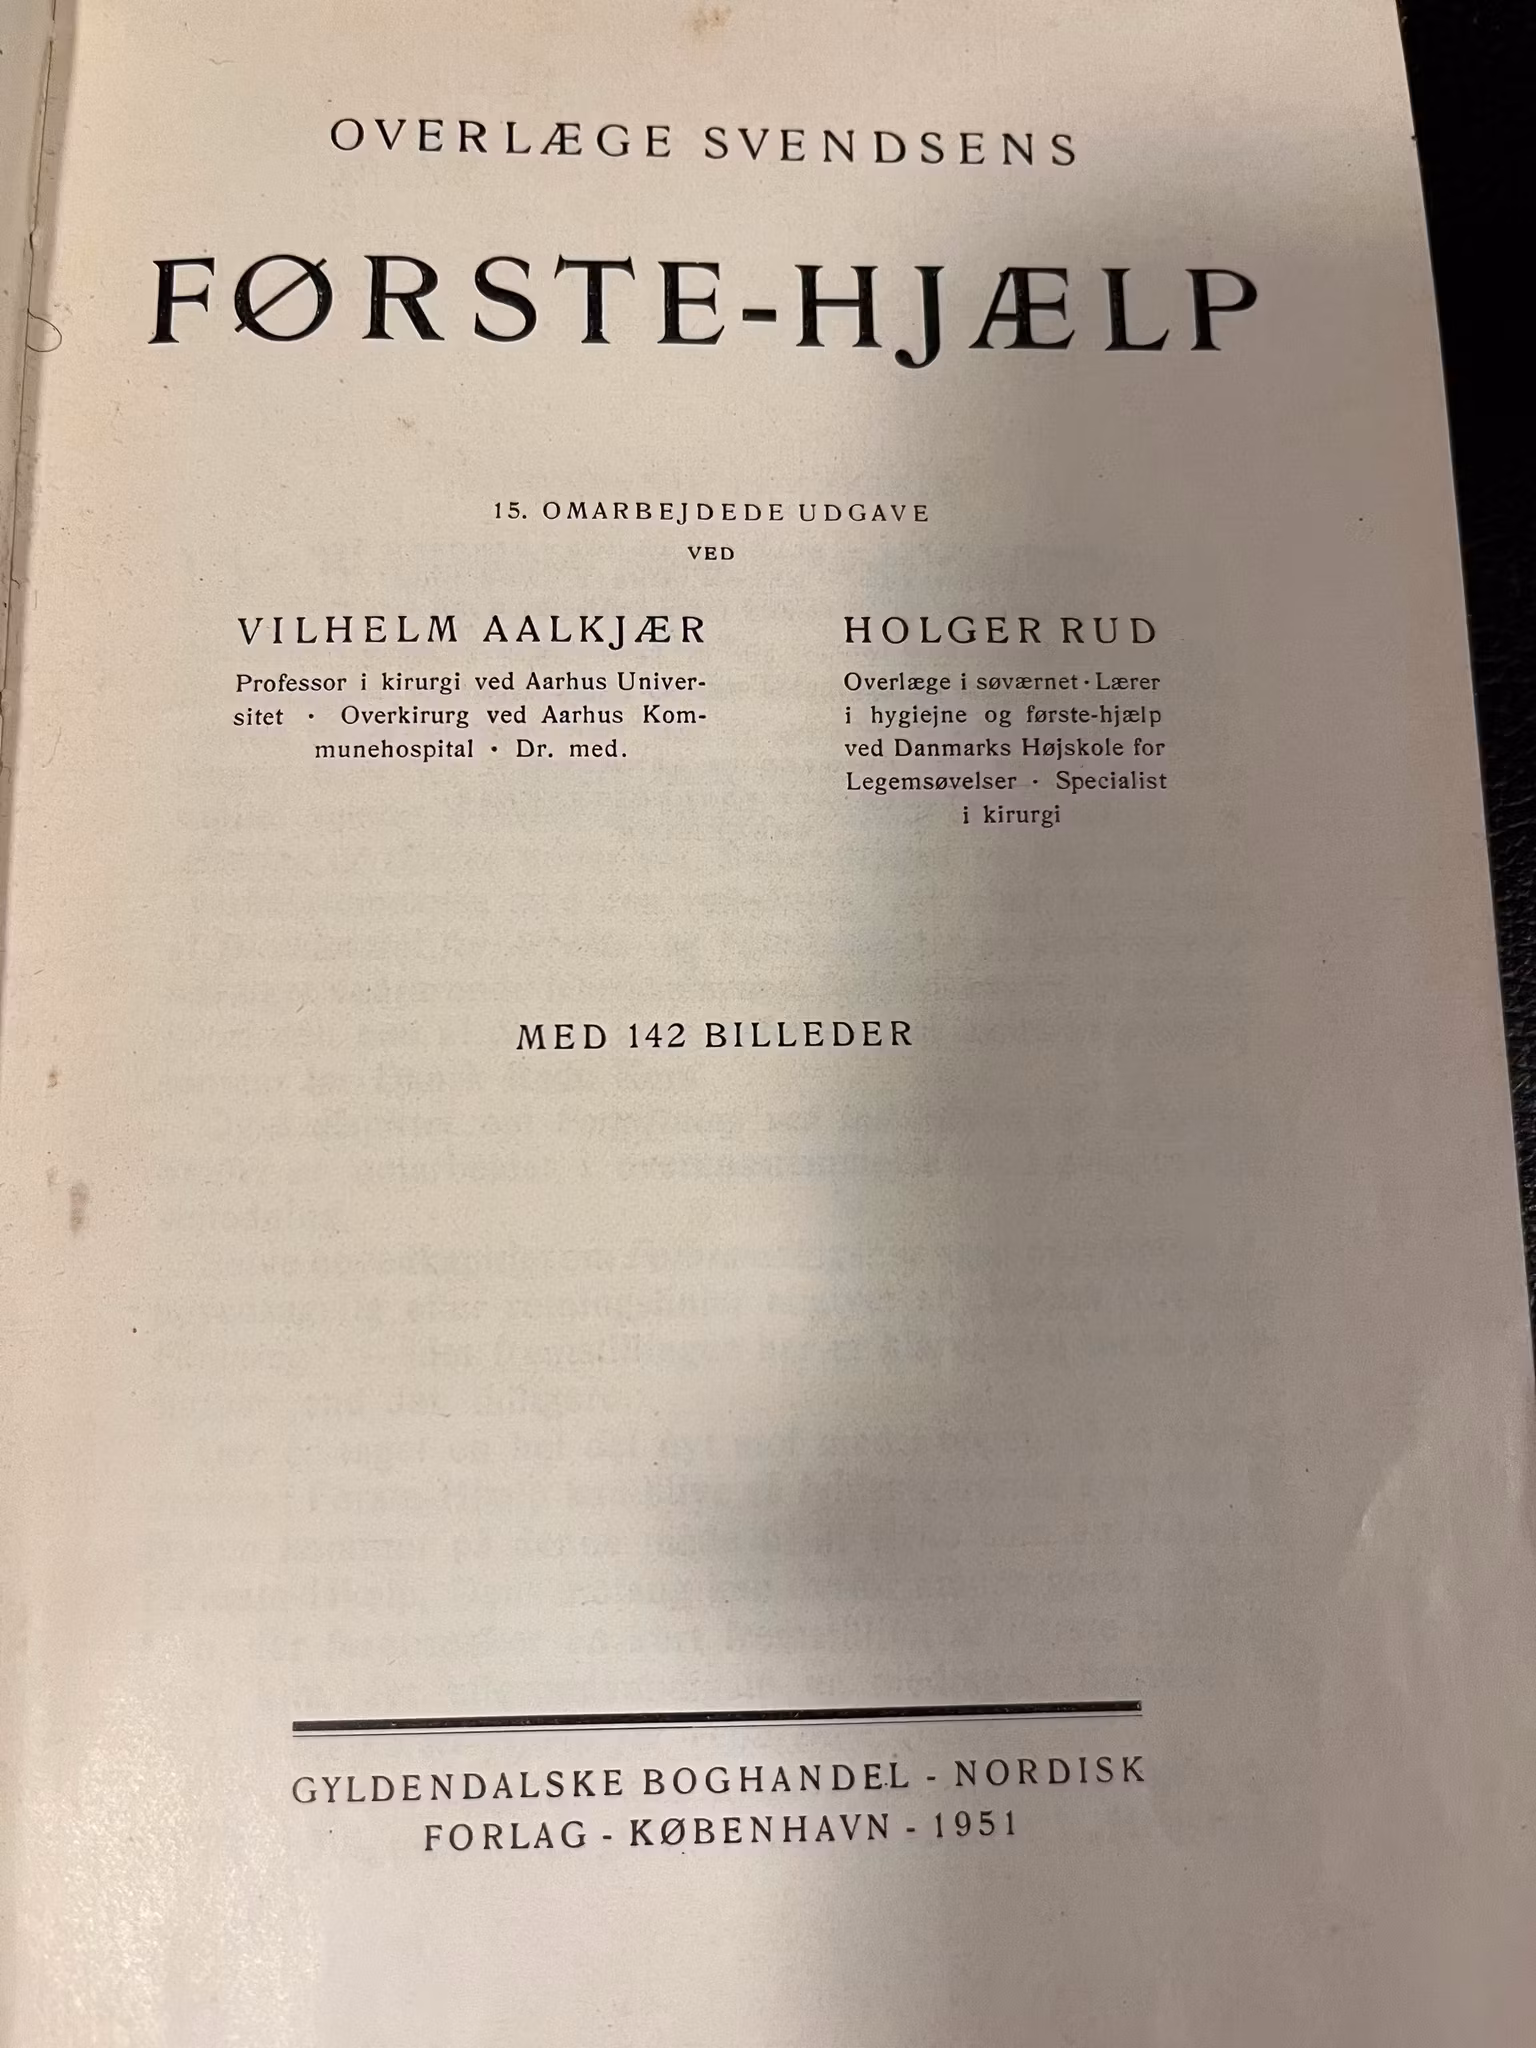 OVERLÆGE SVENDSENS
FØRSTE-HJÆLP
15. OMARBEJDEDE UDGAVE
VED
VILHELM AALKJÆR
Professor i kirurgi ved Aarhus Univer-
sitet · Overkirurg ved Aarhus Kom-
munehospital · Dr. med.
HOLGER RUD
Overlæge i søværnet · Lærer
i hygiejne og første-hjælp
ved Danmarks Højskole for
Legemsøvelser · Specialist
i kirurgi
MED 142 BILLEDER
GYLDENDALSKE BOGHANDEL - NORDISK
FORLAG - KØBENHAVN - 1951